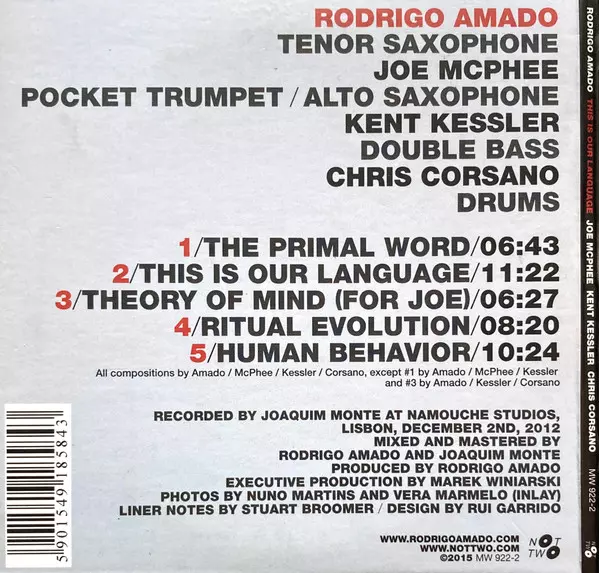 RODRIGO AMADO
TENOR SAXOPHONE
JOE MCPHEE
POCKET TRUMPET / ALTO SAXOPHONE
KENT KESSLER
DOUBLE BASS
CHRIS CORSANO
DRUMS
1/THE PRIMAL WORD/06:43
2/THIS IS OUR LANGUAGE/11:22
3/THEORY OF MIND (FOR JOE)/06:27
4/RITUAL EVOLUTION/08:20
5/HUMAN BEHAVIOR/10:24
All compositions by Amado / McPhee / Kessler / Corsano, except #1 by Amado / McPhee / Kessler
and #3 by Amado / Kessler / Corsano
RECORDED BY JOAQUIM MONTE AT NAMOUCHE STUDIOS,
LISBON, DECEMBER 2ND, 2012
MIXED AND MASTERED BY
RODRIGO AMADO AND JOAQUIM MONTE
PRODUCED BY RODRIGO AMADO
EXECUTIVE PRODUCTION BY MAREK WINIARSKI
PHOTOS BY NUNO MARTINS AND VERA MARMELO (INLAY)
LINER NOTES BY STUART BROOMER / DESIGN BY RUI GARRIDO
WWW.RODRIGOAMADO.COM
WWW.NOTTWO.COM
©2015 MW 922-2
NOT
TWO
5 901549 185843
RODRIGO AMADO THIS IS OUR LANGUAGE JOE MCPHEE KENT KESSLER CHRIS CORSANO MW 922-2
NOT
TWO